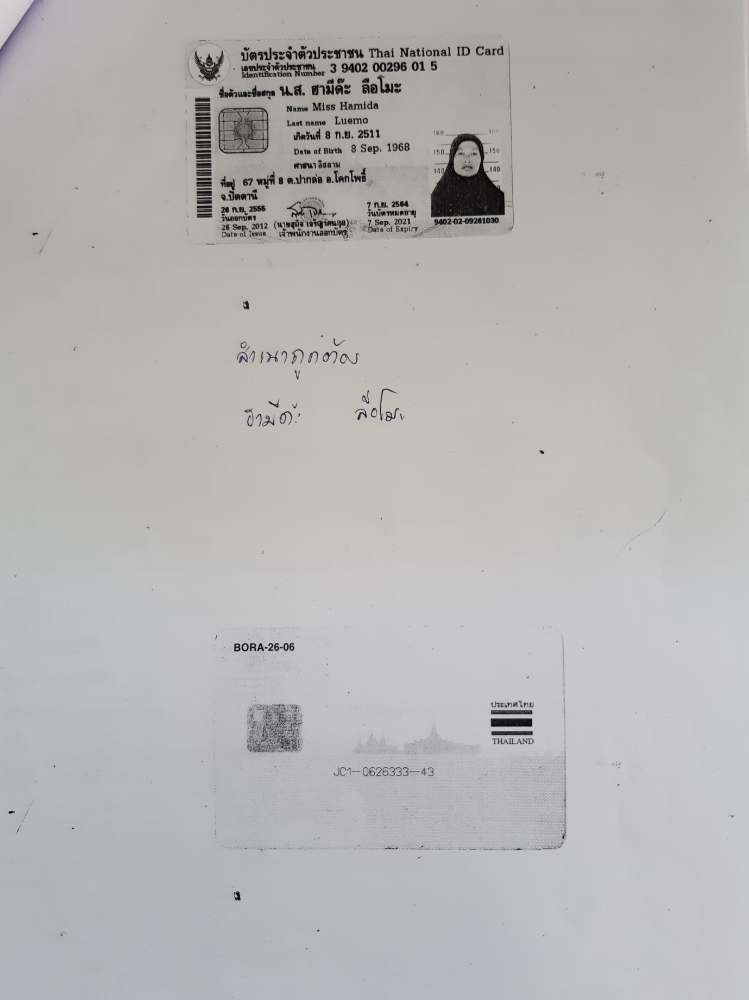 บัตรประจำตัวประชาชน Thai National ID Card
เลขประจำตัวประชาชน
Identification Number 3 9402 00296 01 5
ชื่อตัวและชื่อสกุล น.ส. ฮามีด๊ะ ลือโมะ
Name Miss Hamida
Last name Luemo
เกิดวันที่ 8 ก.ย. 2511
Date of Birth 8 Sep. 1968
ศาสนา อิสลาม
ที่อยู่ 67 หมู่ที่ 8 ต.ปากล่อ อ.โคกโพธิ์
จ.ปัตตานี
26 ก.ย. 2555
วันออกบัตร
26 Sep. 2012
Date of Issue
(นายสุกิจ เจริญรัตนกุล)
เจ้าพนักงานออกบัตร
7 ก.ย. 2564
วันบัตรหมดอายุ
7 Sep. 2021
Date of Expiry
160 160
150 150
140 140
9402-02-09261030
สำเนาถูกต้อง
ฮามีด๊ะ ลือโมะ
BORA-26-06
ประเทศไทย
THAILAND
JC1-0626333-43